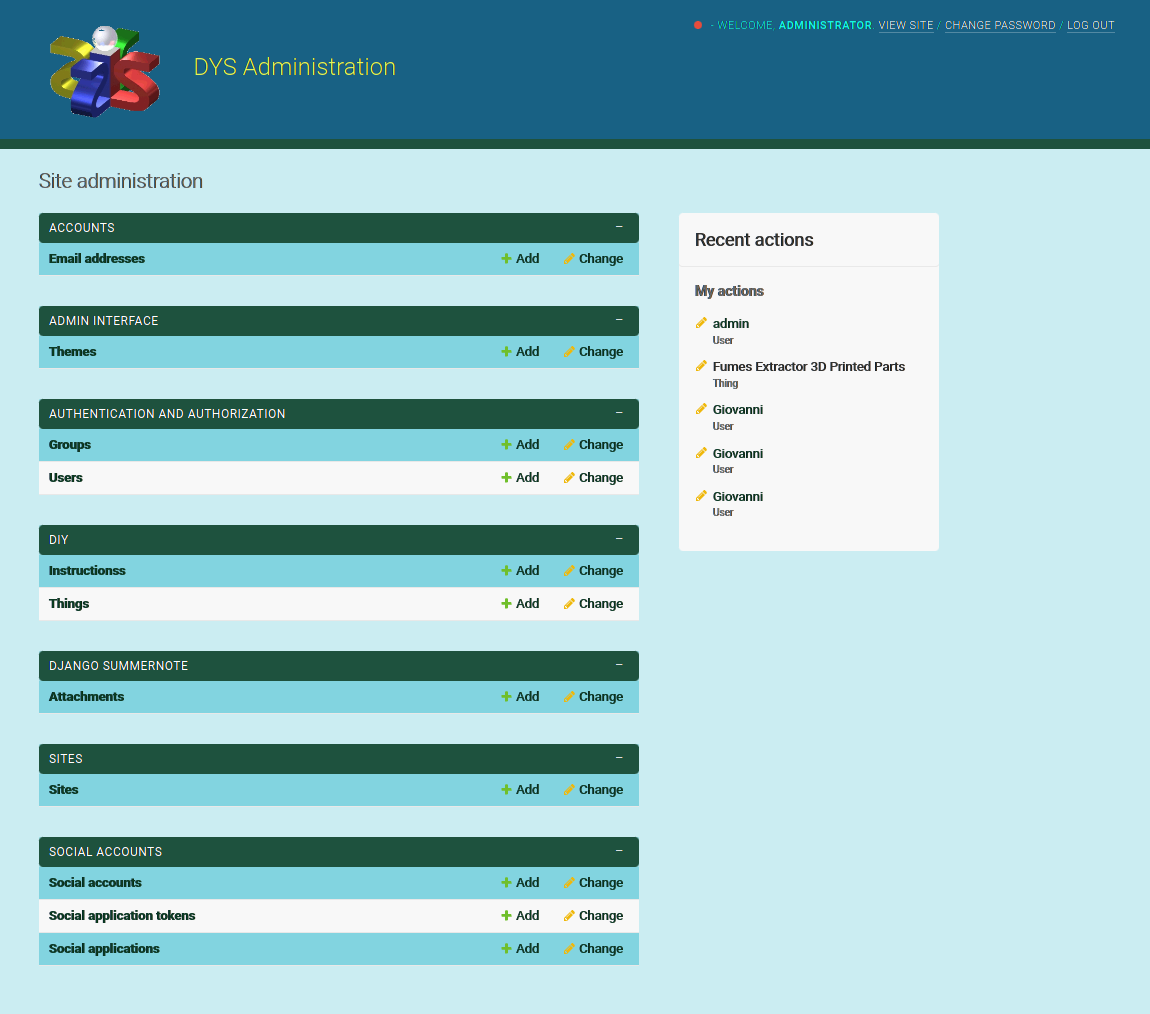 - WELCOME, ADMINISTRATOR. VIEW SITE / CHANGE PASSWORD / LOG OUT
DYS Administration
Site administration
ACCOUNTS –
Email addresses Add Change
ADMIN INTERFACE –
Themes Add Change
AUTHENTICATION AND AUTHORIZATION –
Groups Add Change
Users Add Change
DIY –
Instructionss Add Change
Things Add Change
DJANGO SUMMERNOTE –
Attachments Add Change
SITES –
Sites Add Change
SOCIAL ACCOUNTS –
Social accounts Add Change
Social application tokens Add Change
Social applications Add Change
Recent actions
My actions
admin
User
Fumes Extractor 3D Printed Parts
Thing
Giovanni
User
Giovanni
User
Giovanni
User